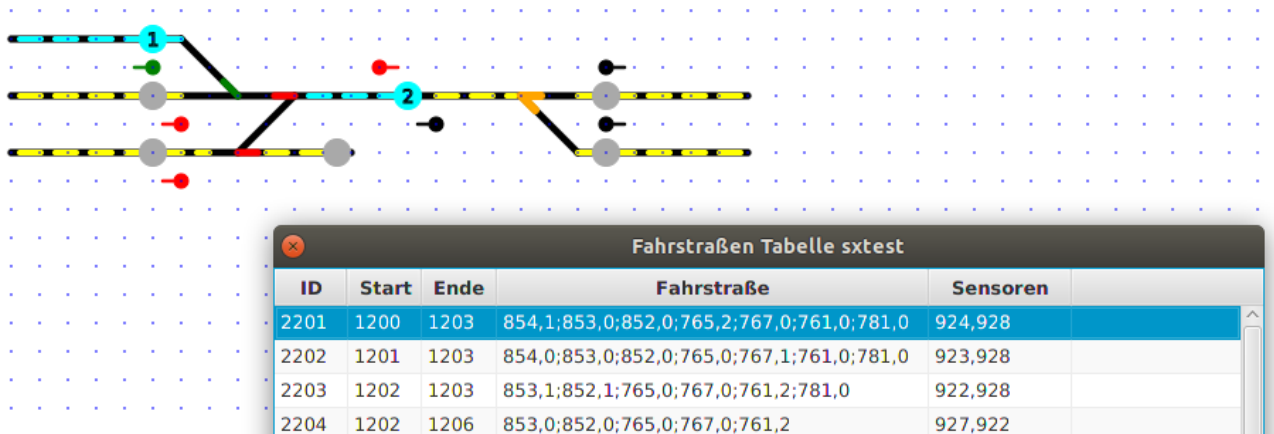 1
2
Fahrstraßen Tabelle sxtest
ID Start Ende Fahrstraße Sensoren
2201 1200 1203 854,1;853,0;852,0;765,2;767,0;761,0;781,0 924,928
2202 1201 1203 854,0;853,0;852,0;765,0;767,1;761,0;781,0 923,928
2203 1202 1203 853,1;852,1;765,0;767,0;761,2;781,0 922,928
2204 1202 1206 853,0;852,0;765,0;767,0;761,2 927,922